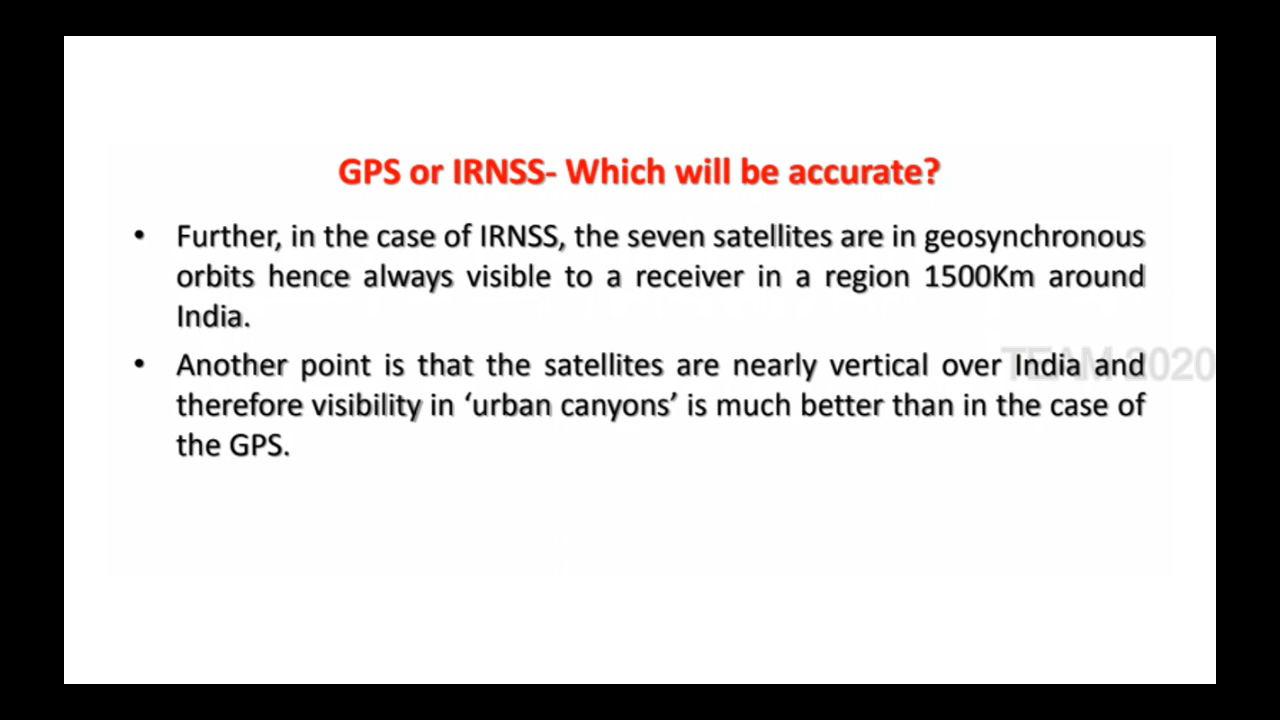 GPS or IRNSS- Which will be accurate?
• Further, in the case of IRNSS, the seven satellites are in geosynchronous
orbits hence always visible to a receiver in a region 1500Km around
India.
• Another point is that the satellites are nearly vertical over India and
therefore visibility in ‘urban canyons’ is much better than in the case of
the GPS.
TEAM 2020